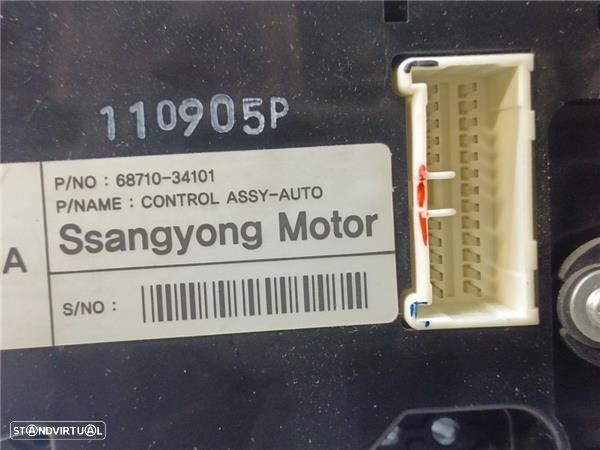 110905P
P/NO : 68710-34101
P/NAME : CONTROL ASSY-AUTO
A
Ssangyong Motor
S/NO :
STANDVIRTUAL